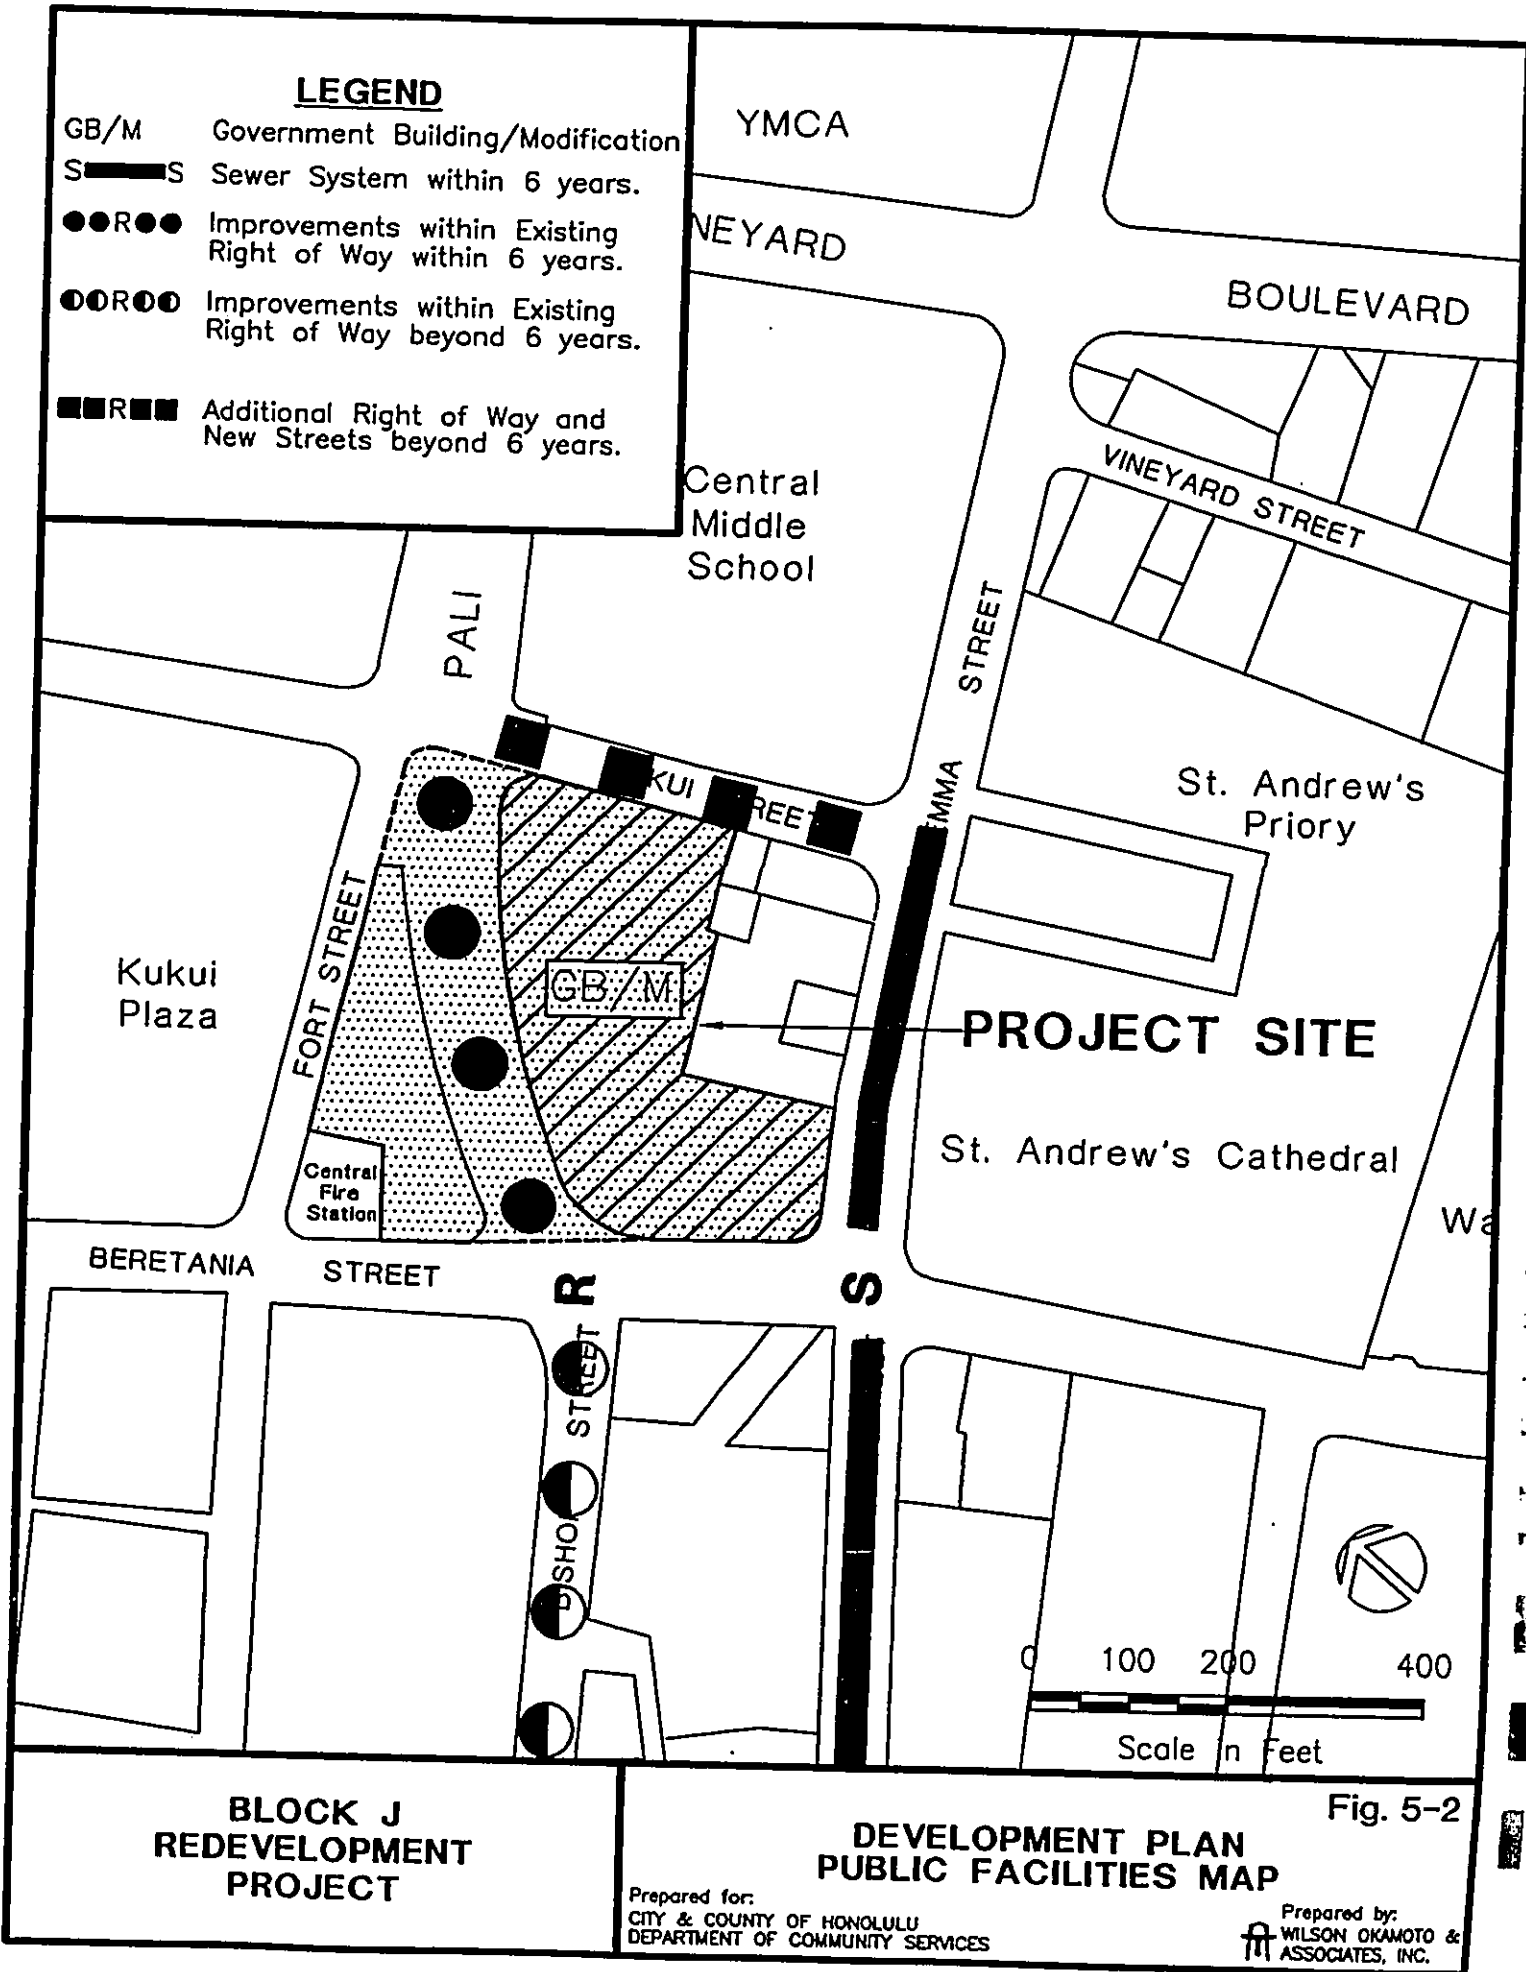 LEGEND
GB/M Government Building/Modification
S S Sewer System within 6 years.
R Improvements within Existing
Right of Way within 6 years.
R Improvements within Existing
Right of Way beyond 6 years.
R Additional Right of Way and
New Streets beyond 6 years.
YMCA
NEYARD
BOULEVARD
VINEYARD STREET
Central
Middle
School
PALI
STREET
EMMA
KUI REET
St. Andrew's
Priory
FORT STREET
Kukui
Plaza
GB/M
PROJECT SITE
St. Andrew's Cathedral
Central
Fire
Station
Wa
BERETANIA STREET
R
S
STREET
ISHO
0 100 200 400
Scale in Feet
Fig. 5-2
BLOCK J
REDEVELOPMENT
PROJECT
DEVELOPMENT PLAN
PUBLIC FACILITIES MAP
Prepared for:
CITY & COUNTY OF HONOLULU
DEPARTMENT OF COMMUNITY SERVICES
Prepared by:
WILSON OKAMOTO &
ASSOCIATES, INC.